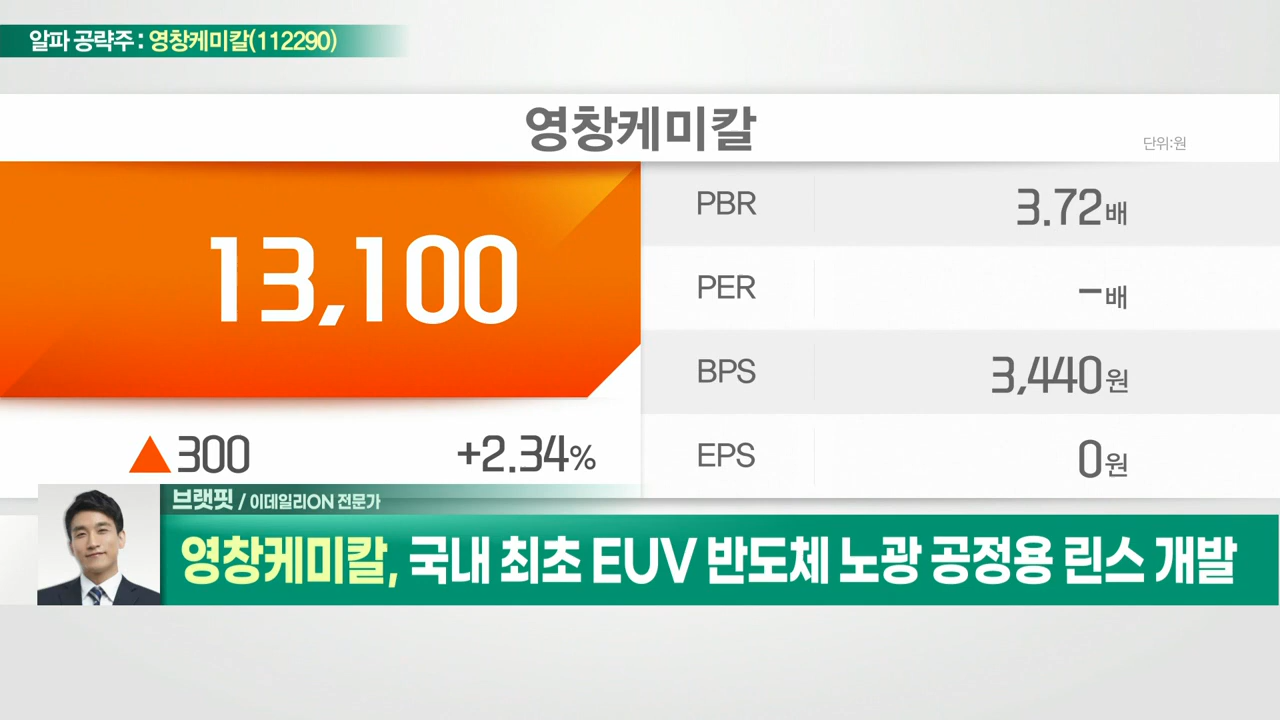 알파 공략주 : 영창케미칼(112290)
영창케미칼
단위:원
13,100
▲300 +2.34%
PBR 3.72배
PER –배
BPS 3,440원
EPS 0원
브랫핏 / 이데일리ON 전문가
영창케미칼, 국내 최초 EUV 반도체 노광 공정용 린스 개발